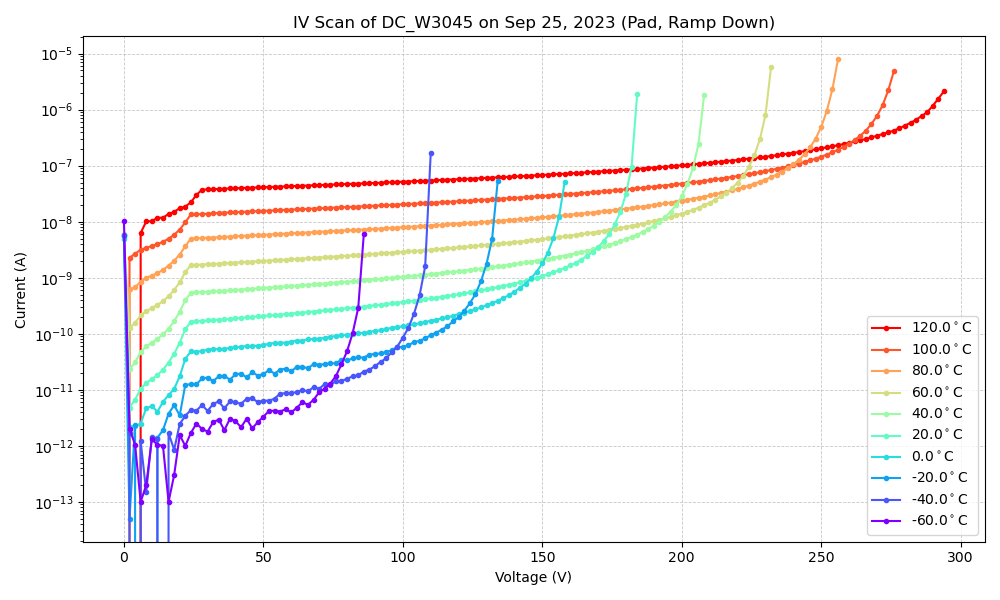 IV Scan of DC_W3045 on Sep 25, 2023 (Pad, Ramp Down)
Current (A)
10⁻⁵
10⁻⁶
10⁻⁷
10⁻⁸
10⁻⁹
10⁻¹⁰
10⁻¹¹
10⁻¹²
10⁻¹³
120.0°C
100.0°C
80.0°C
60.0°C
40.0°C
20.0°C
0.0°C
-20.0°C
-40.0°C
-60.0°C
0 50 100 150 200 250 300
Voltage (V)